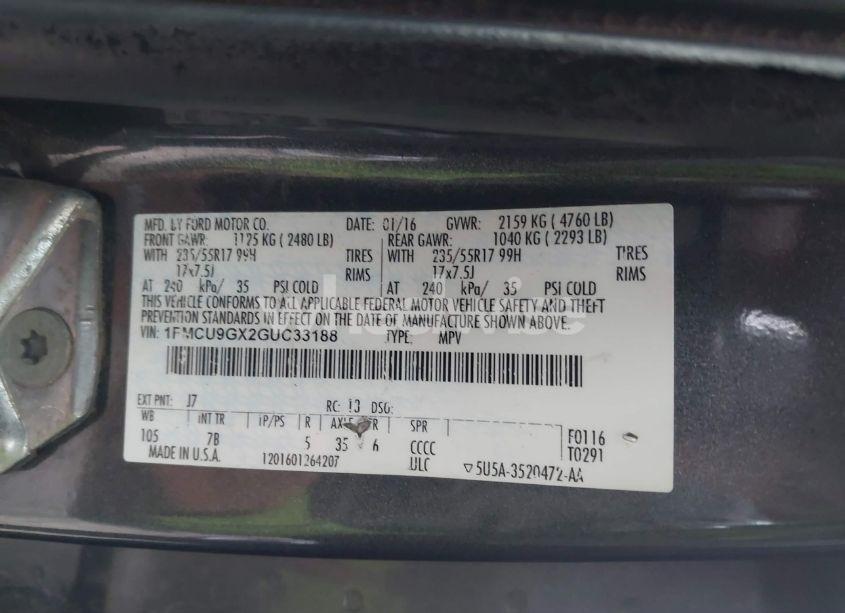 MFD. BY FORD MOTOR CO. DATE: 01/16 GVWR: 2159 KG ( 4760 LB)
FRONT GAWR: 1125 KG ( 2480 LB) REAR GAWR: 1040 KG ( 2293 LB)
WITH 235/55R17 99H TIRES WITH 235/55R17 99H TIRES
17x7.5J RIMS 17x7.5J RIMS
AT 240 kPa/ 35 PSI COLD AT 240 kPa/ 35 PSI COLD
THIS VEHICLE CONFORMS TO ALL APPLICABLE FEDERAL MOTOR VEHICLE SAFETY AND THEFT
PREVENTION STANDARDS IN EFFECT ON THE DATE OF MANUFACTURE SHOWN ABOVE.
VIN: 1FMCU9GX2GUC33188 TYPE: MPV
EXT PNT: J7 RC: 13 DSO:
WB INT TR TP/PS R AXLE TR SPR
105 7B 5 35 6 CCCC F0116
MADE IN U.S.A. 1201601264207 ULC T0291
5U5A-3520472-AA